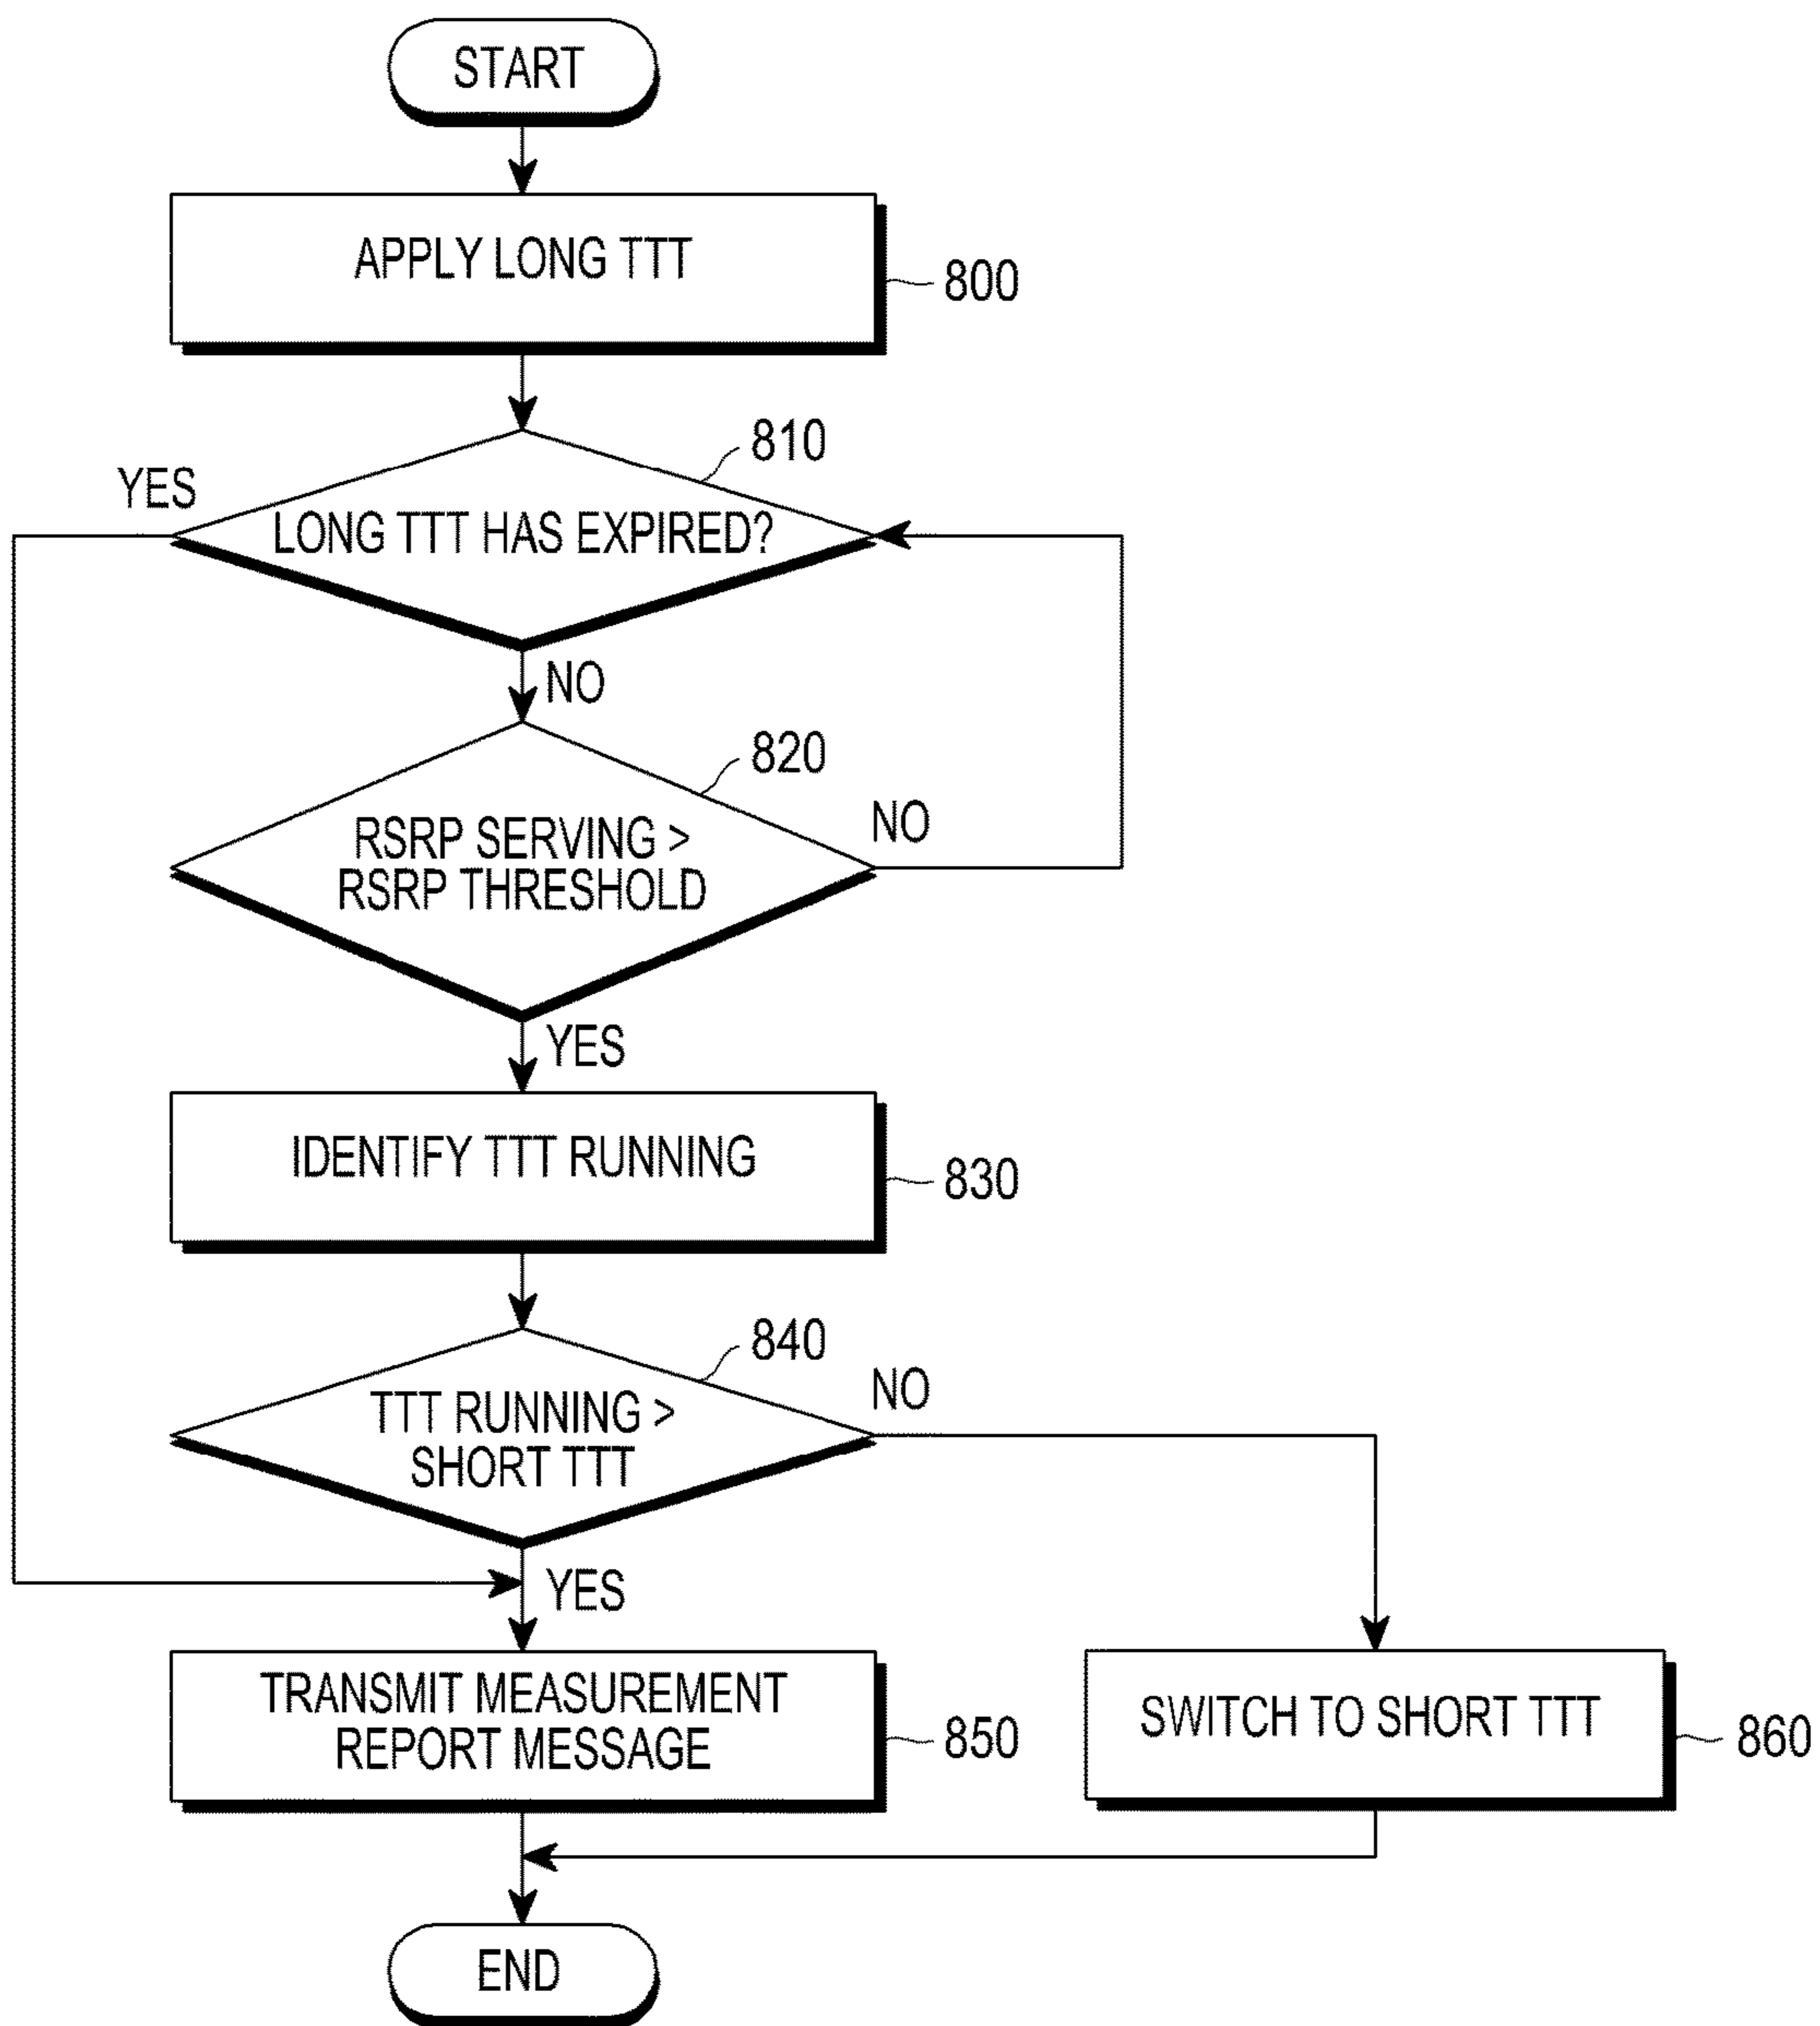 START
APPLY LONG TTT
800
810
YES
LONG TTT HAS EXPIRED?
NO
820
RSRP SERVING >
RSRP THRESHOLD
NO
YES
IDENTIFY TTT RUNNING
830
840
TTT RUNNING >
SHORT TTT
NO
YES
TRANSMIT MEASUREMENT
REPORT MESSAGE
850
SWITCH TO SHORT TTT
860
END